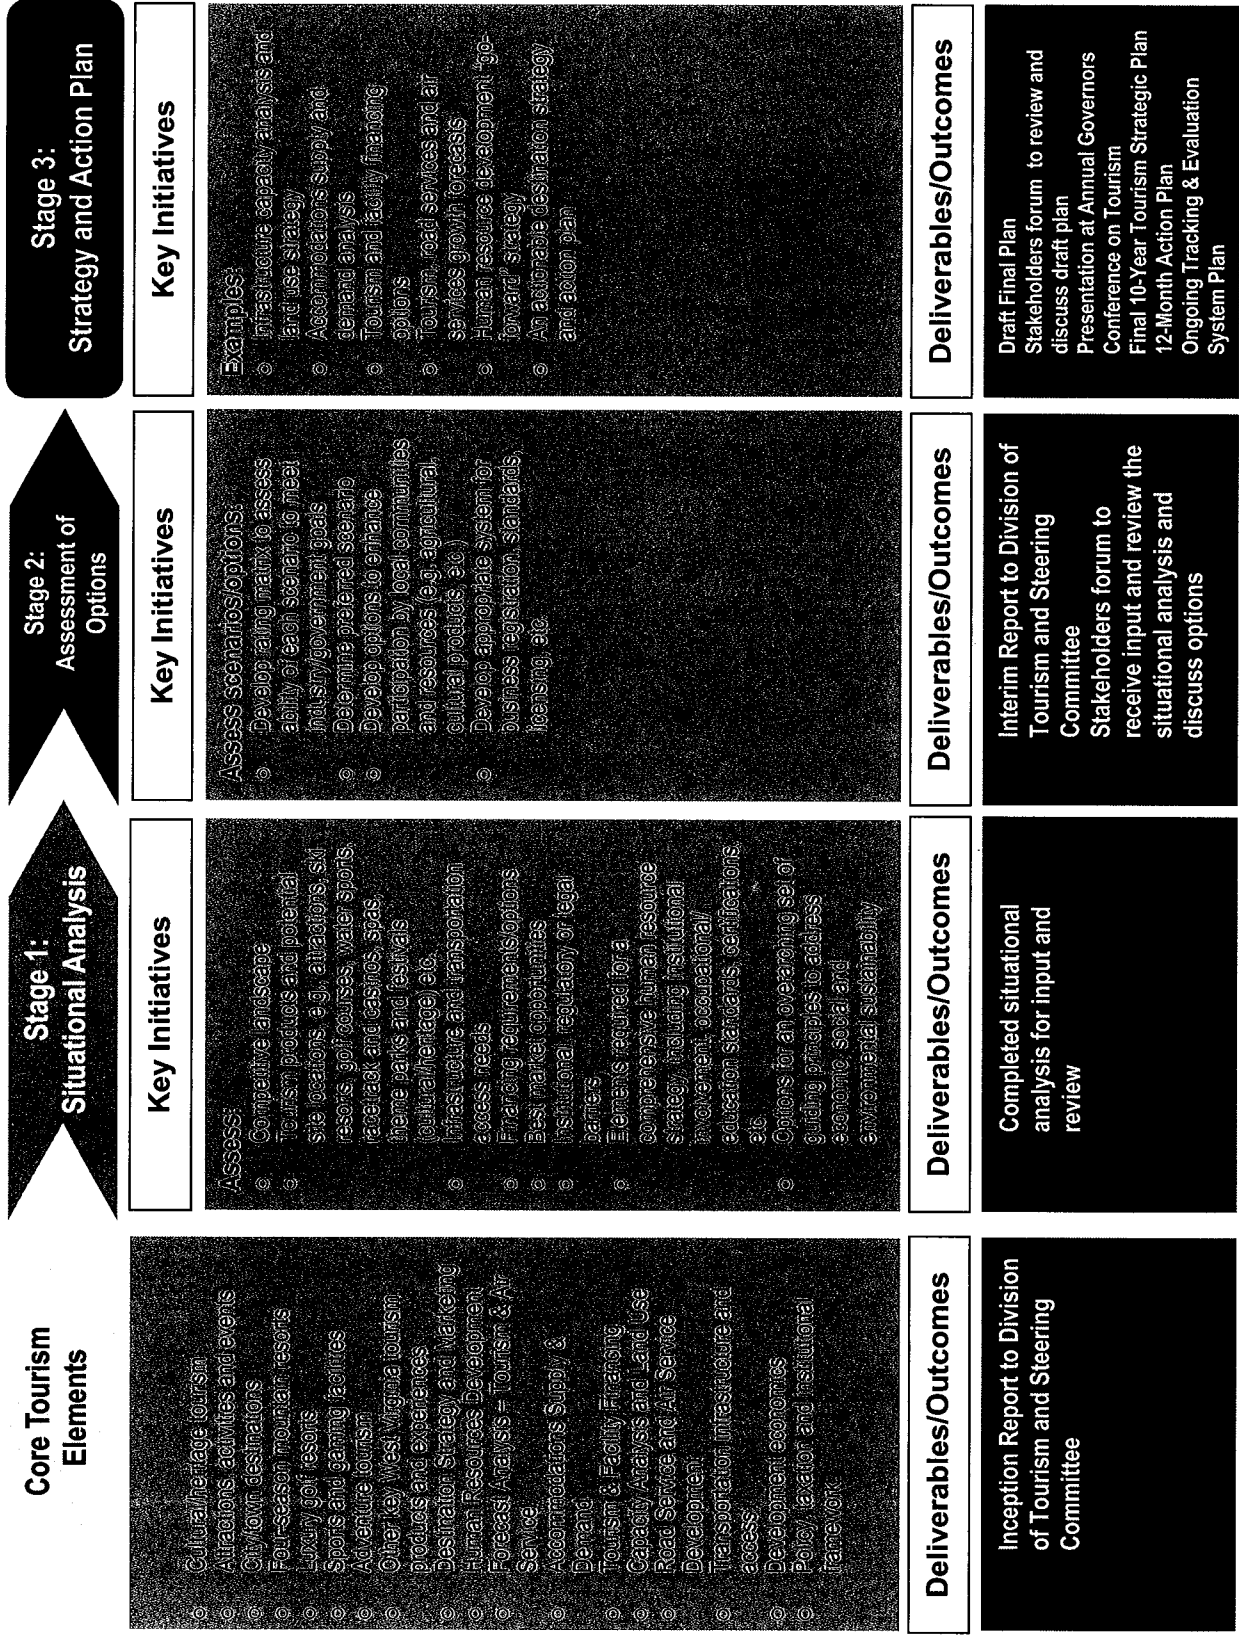 Core Tourism
Elements
Cultural/heritage tourism
Attractions, activities and events
City/town destinations
Four-season mountain resorts
Luxury golf resorts
Sports and gaming facilities
Adventure tourism
Other key West Virginia tourism
products and experiences
Destination Strategy and Marketing
Human Resources Development
Forecast Analysis – Tourism & Air
Service
Accommodations Supply &
Demand
Tourism & Facility Financing
Capacity Analysis and Land Use
Road Service and Air Service
Development
Transportation Infrastructure and
access
Development economics
Policy, taxation and institutional
framework
Deliverables/Outcomes
Inception Report to Division
of Tourism and Steering
Committee
Stage 1:
Situational Analysis
Key Initiatives
Assess:
Competitive landscape
Tourism products and potential
site locations, e.g. attractions, ski
resorts, golf courses, water sports,
racetrack and casinos, spas,
theme parks and festivals
(cultural/heritage) etc.
Infrastructure and transportation
access needs
Financing requirements/options
Best market opportunities
Institutional, regulatory or legal
barriers
Elements required for a
comprehensive human resource
strategy, including institutional
involvement, occupational/
education standards, certifications
etc.
Options for an overarching set of
guiding principles to address
economic, social and
environmental sustainability
Deliverables/Outcomes
Completed situational
analysis for input and
review
Stage 2:
Assessment of
Options
Key Initiatives
Assess scenarios/options:
Develop rating matrix to assess
ability of each scenario to meet
industry/government goals
Determine preferred scenario
Develop options to enhance
participation by local communities
and resources (e.g. agricultural,
cultural products, ed.)
Develop appropriate system for
business registration, standards,
licensing, etc.
Deliverables/Outcomes
Interim Report to Division of
Tourism and Steering
Committee
Stakeholders forum to
receive input and review the
situational analysis and
discuss options
Stage 3:
Strategy and Action Plan
Key Initiatives
Examples:
Infrastructure capacity analysis and
land use strategy
Accommodations supply and
demand analysis
Tourism and facility financing
options
Tourism, road services and air
services growth forecasts
Human resource development "go-
forward" strategy
An actionable destination strategy
and action plan
Deliverables/Outcomes
Draft Final Plan
Stakeholders forum to review and
discuss draft plan
Presentation at Annual Governors
Conference on Tourism
Final 10-Year Tourism Strategic Plan
12-Month Action Plan
Ongoing Tracking & Evaluation
System Plan